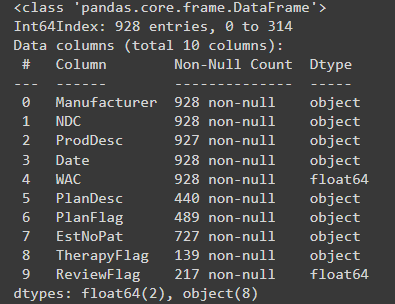 <class 'pandas.core.frame.DataFrame'>
Int64Index: 928 entries, 0 to 314
Data columns (total 10 columns):
 #   Column        Non-Null Count  Dtype
---  ------        --------------  -----
 0   Manufacturer  928 non-null    object
 1   NDC           928 non-null    object
 2   ProdDesc      927 non-null    object
 3   Date          928 non-null    object
 4   WAC           928 non-null    float64
 5   PlanDesc      440 non-null    object
 6   PlanFlag      489 non-null    object
 7   EstNoPat      727 non-null    object
 8   TherapyFlag   139 non-null    object
 9   ReviewFlag    217 non-null    float64
dtypes: float64(2), object(8)